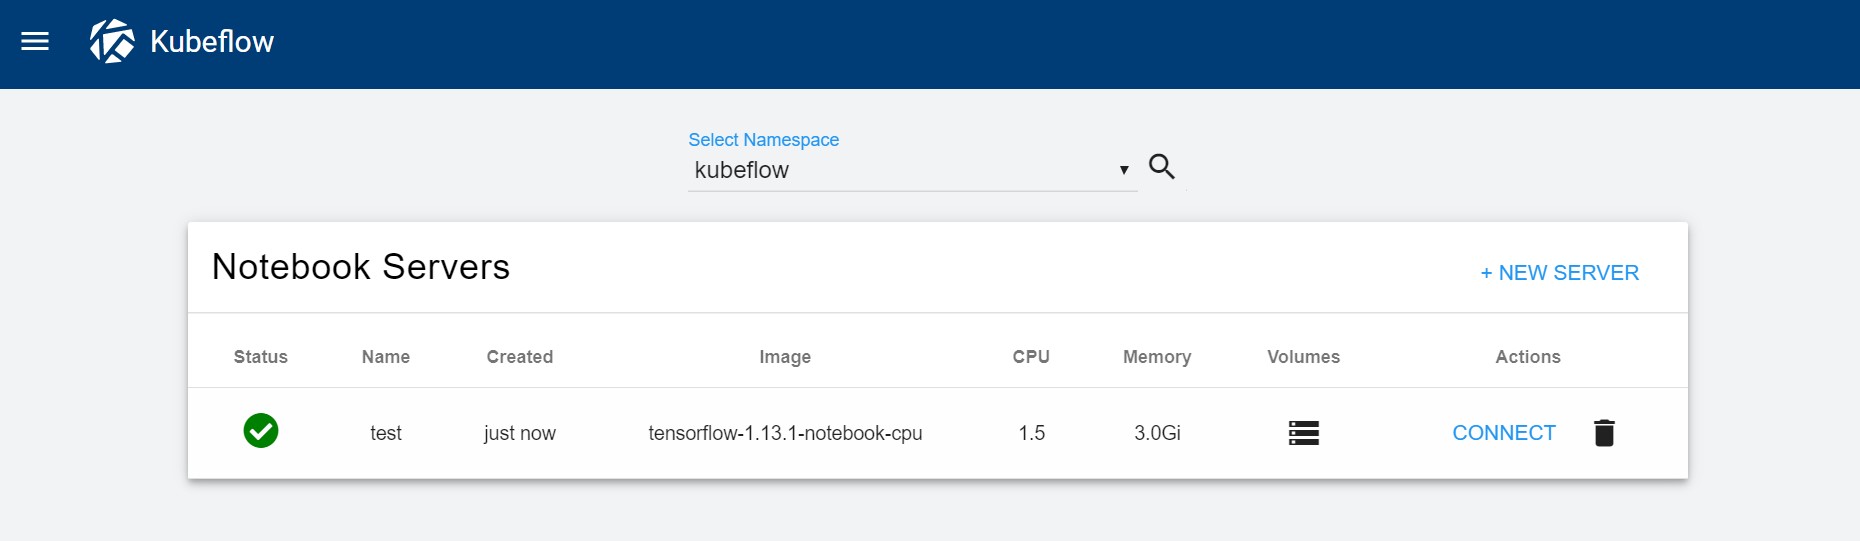 Kubeflow
Select Namespace
kubeflow
Notebook Servers
+ NEW SERVER
Status Name Created Image CPU Memory Volumes Actions
test just now tensorflow-1.13.1-notebook-cpu 1.5 3.0Gi CONNECT